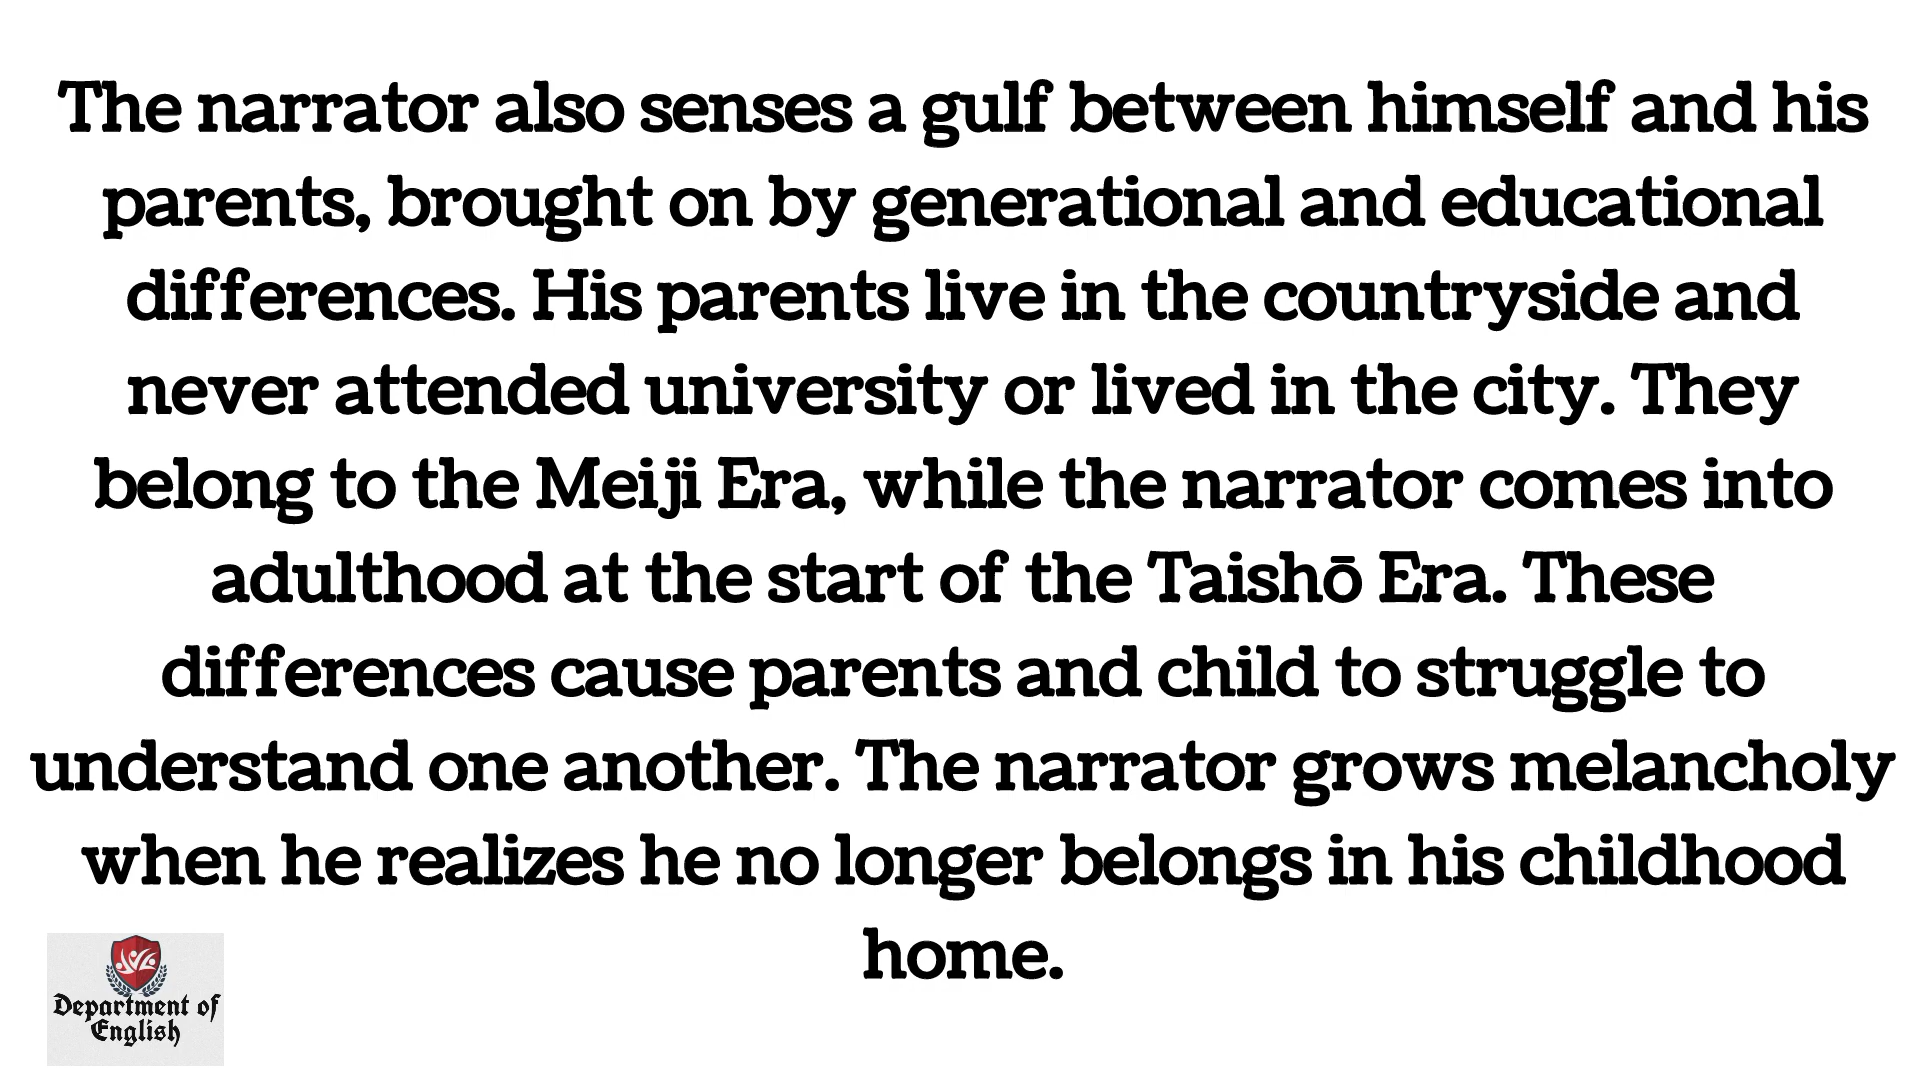 The narrator also senses a gulf between himself and his
parents, brought on by generational and educational
differences. His parents live in the countryside and
never attended university or lived in the city. They
belong to the Meiji Era, while the narrator comes into
adulthood at the start of the Taishō Era. These
differences cause parents and child to struggle to
understand one another. The narrator grows melancholy
when he realizes he no longer belongs in his childhood
home.
Department of
English